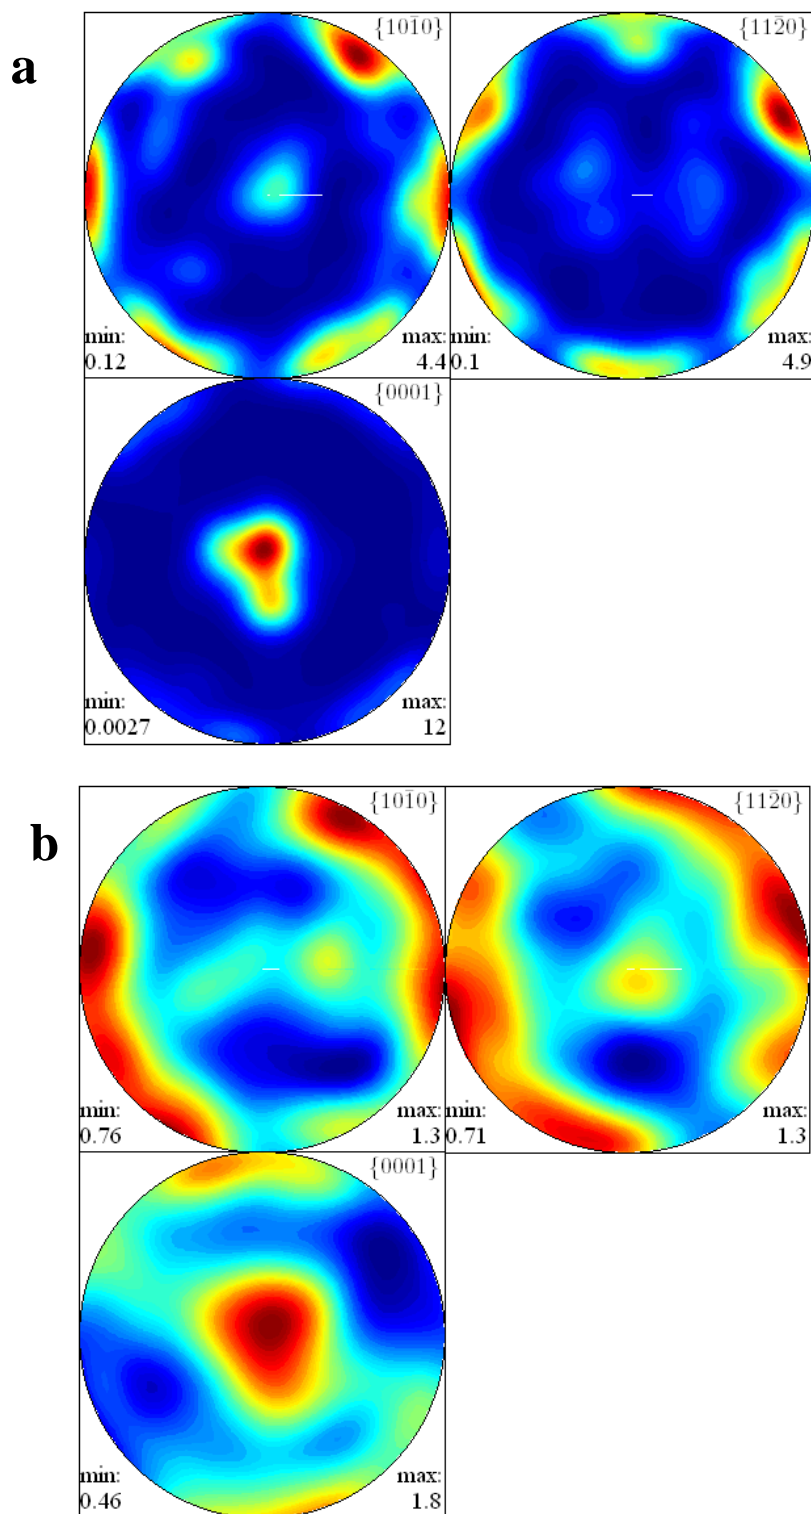 a
{101̄0}
{112̄0}
min:
0.12
max:
4.4
min:
0.1
max:
4.9
{0001}
min:
0.0027
max:
12
b
{101̄0}
{112̄0}
min:
0.76
max:
1.3
min:
0.71
max:
1.3
{0001}
min:
0.46
max:
1.8